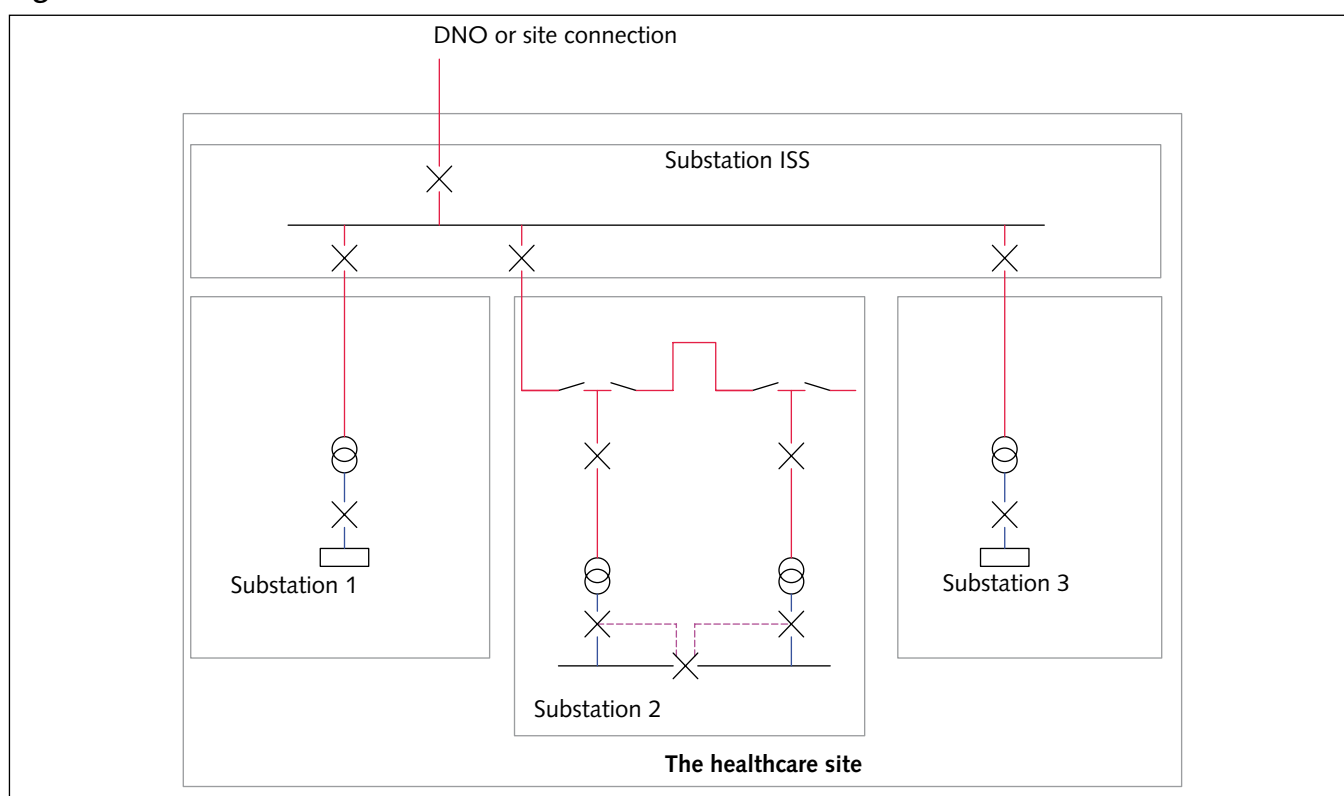 DNO or site connection
Substation ISS
Substation 1
Substation 3
Substation 2
The healthcare site